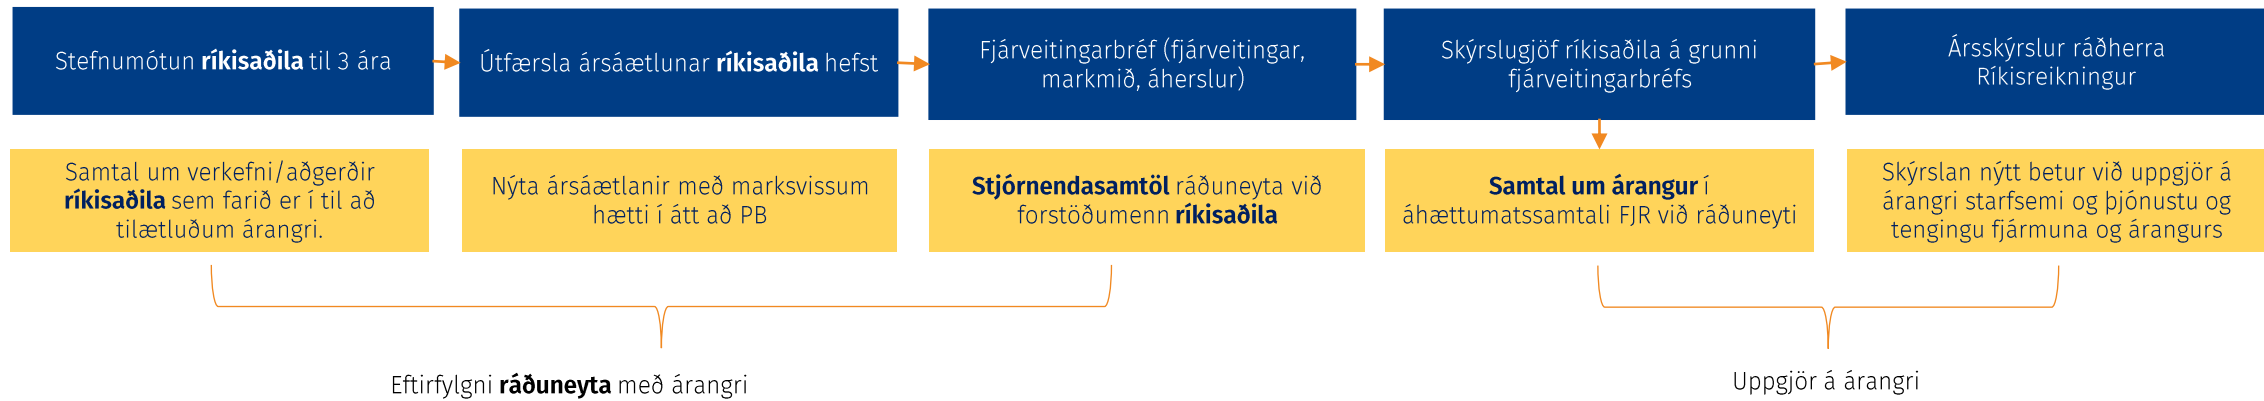 Stefnumótun ríkisaðila til 3 ára
Útfærsla ársáætlunar ríkisaðila hefst
Fjárveitingarbréf (fjárveitingar,
markmið, áherslur)
Skýrslugjöf ríkisaðila á grunni
fjárveitingarbréfs
Ársskýrslur ráðherra
Ríkisreikningur
Samtal um verkefni/aðgerðir
ríkisaðila sem farið er í til að
tilætluðum árangri.
Nýta ársáætlanir með marksvissum
hætti í átt að PB
Stjórnendasamtöl ráðuneyta við
forstöðumenn ríkisaðila
Samtal um árangur í
áhættumatssamtali FJR við ráðuneyti
Skýrslan nýtt betur við uppgjör á
árangri starfsemi og þjónustu og
tengingu fjármuna og árangurs
Eftirfylgni ráðuneyta með árangri
Uppgjör á árangri